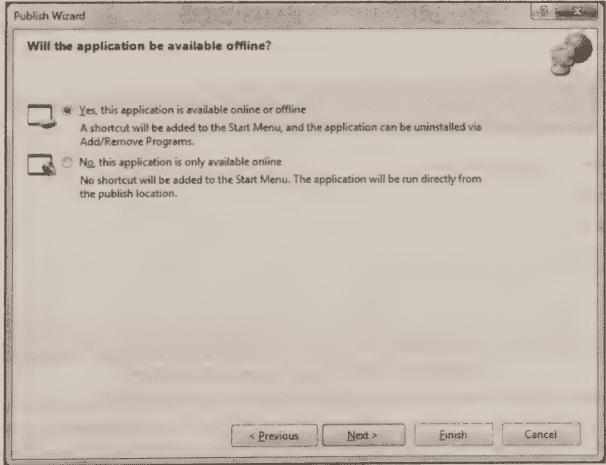 Publish Wizard
Will the application be available offline?
Yes, this application is available online or offline
A shortcut will be added to the Start Menu, and the application can be uninstalled via
Add/Remove Programs.
No, this application is only available online
No shortcut will be added to the Start Menu. The application will be run directly from
the publish location.
< Previous
Next >
Finish
Cancel